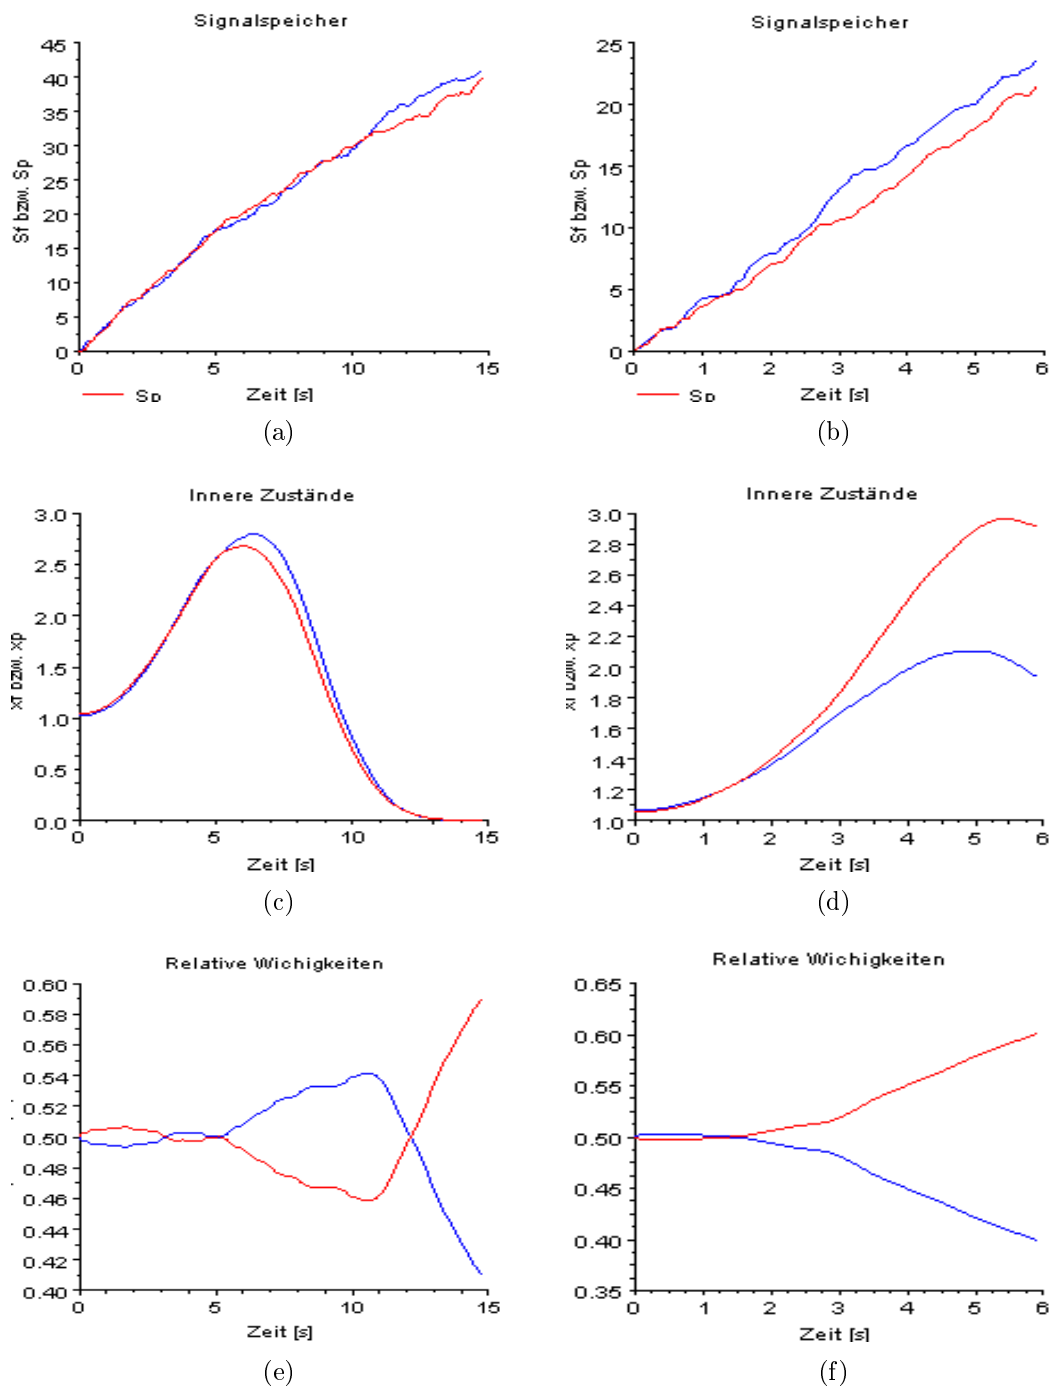 Signalspeicher
Sf bzw. Sp
45
40
35
30
25
20
15
10
5
0
0 5 10 15
Sp Zeit [s]
(a)
Signalspeicher
Sf bzw. Sp
25
20
15
10
5
0
0 1 2 3 4 5 6
Sp Zeit [s]
(b)
Innere Zustände
xf bzw. xp
3.0
2.5
2.0
1.5
1.0
0.5
0.0
0 5 10 15
Zeit [s]
(c)
Innere Zustände
xf bzw. xp
3.0
2.8
2.6
2.4
2.2
2.0
1.8
1.6
1.4
1.2
1.0
0 1 2 3 4 5 6
Zeit [s]
(d)
Relative Wichigkeiten
0.60
0.58
0.56
0.54
0.52
0.50
0.48
0.46
0.44
0.42
0.40
0 5 10 15
Zeit [s]
(e)
Relative Wichigkeiten
0.65
0.60
0.55
0.50
0.45
0.40
0.35
0 1 2 3 4 5 6
Zeit [s]
(f)